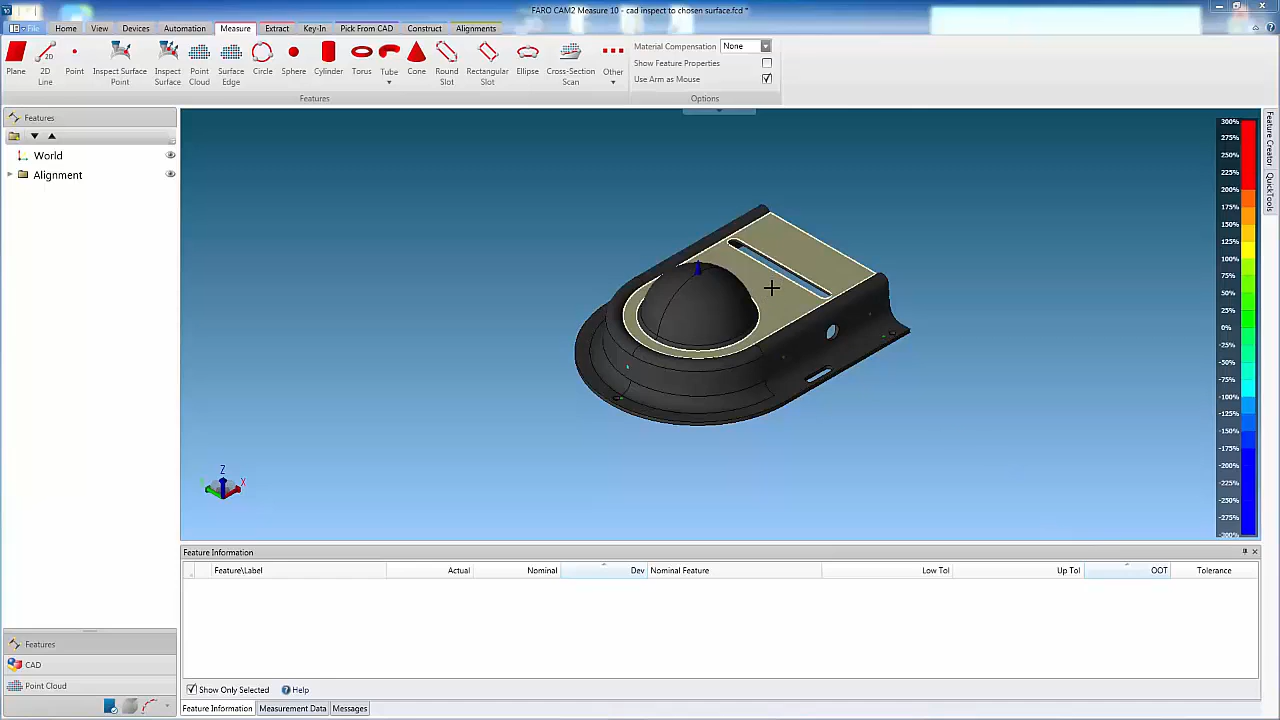 FARO CAM2 Measure 10 - cad inspect to chosen surface.fcd *
File Home View Devices Automation Measure Extract Key-In Pick From CAD Construct Alignments
Plane 2D Line Point Inspect Surface Point Inspect Surface Point Cloud Surface Edge Circle Sphere Cylinder Torus Tube Cone Round Slot Rectangular Slot Ellipse Cross-Section Scan Other
Material Compensation None
Show Feature Properties
Use Arm as Mouse
Features Options
Features
World
Alignment
Feature Creator
QuickTools
300%
275%
250%
225%
200%
175%
150%
125%
100%
75%
50%
25%
0%
-25%
-50%
-75%
-100%
-125%
-150%
-175%
-200%
-225%
-250%
-275%
-300%
Z
X
Feature Information
Feature\Label Actual Nominal Dev Nominal Feature Low Tol Up Tol OOT Tolerance
Features
CAD
Point Cloud
Show Only Selected Help
Feature Information Measurement Data Messages